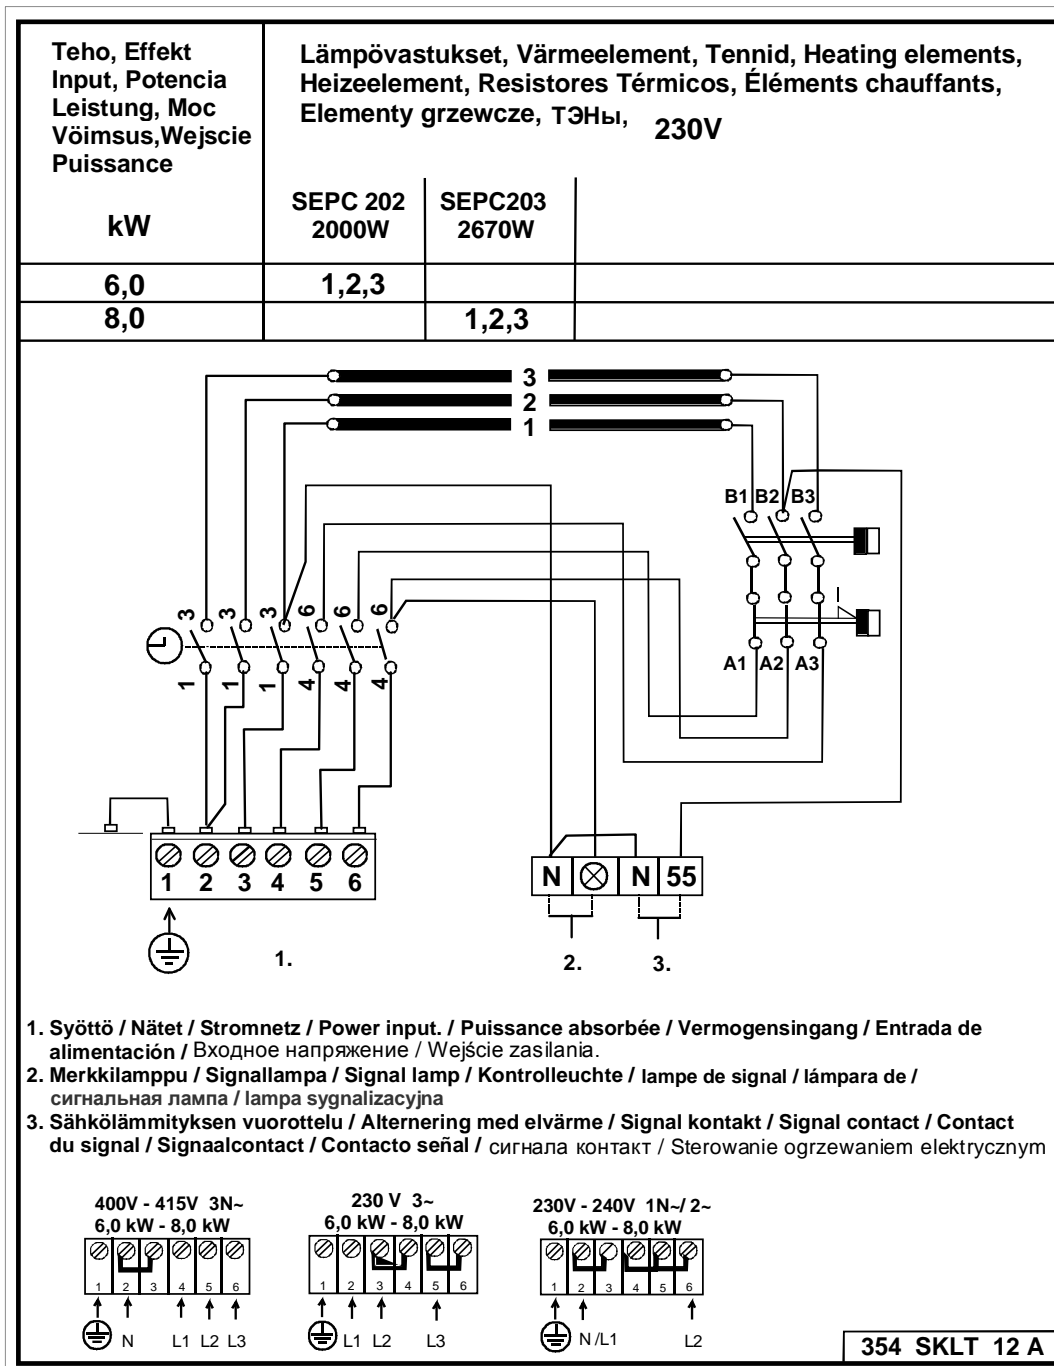 Teho, Effekt
Input, Potencia
Leistung, Moc
Vöimsus,Wejscie
Puissance
kW
Lämpövastukset, Värmeelement, Tennid, Heating elements,
Heizeelement, Resistores Térmicos, Éléments chauffants,
Elementy grzewcze, ТЭНы, 230V
SEPC 202
2000W
SEPC203
2670W
6,0 1,2,3
8,0 1,2,3
3
2
1
B1 B2 B3
3 3 3 6 6 6
1 1 1 4 4 4
A1 A2 A3
1 2 3 4 5 6
N N 55
1. 2. 3.
1. Syöttö / Nätet / Stromnetz / Power input. / Puissance absorbée / Vermogensingang / Entrada de
alimentación / Входное напряжение / Wejście zasilania.
2. Merkkilamppu / Signallampa / Signal lamp / Kontrolleuchte / lampe de signal / lámpara de /
сигнальная лампа / lampa sygnalizacyjna
3. Sähkölämmityksen vuorottelu / Alternering med elvärme / Signal kontakt / Signal contact / Contact
du signal / Signaalcontact / Contacto señal / сигнала контакт / Sterowanie ogrzewaniem elektrycznym
400V - 415V 3N~
6,0 kW - 8,0 kW
1 2 3 4 5 6
N L1 L2 L3
230 V 3~
6,0 kW - 8,0 kW
1 2 3 4 5 6
L1 L2 L3
230V - 240V 1N~/ 2~
6,0 kW - 8,0 kW
1 2 3 4 5 6
N /L1 L2
354 SKLT 12 A